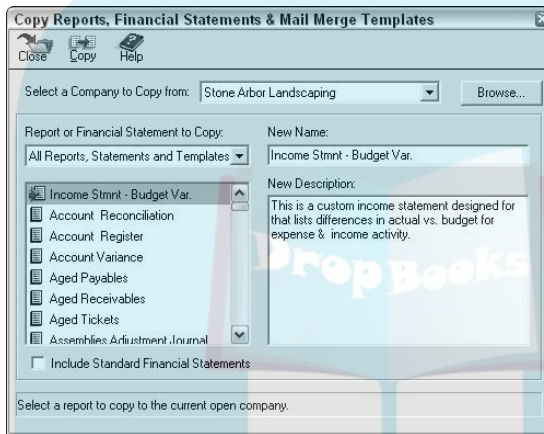 Copy Reports, Financial Statements & Mail Merge Templates
Close Copy Help
Select a Company to Copy from: Stone Arbor Landscaping Browse...
Report or Financial Statement to Copy:
All Reports, Statements and Templates
Income Stmnt - Budget Var.
Account Reconciliation
Account Register
Account Variance
Aged Payables
Aged Receivables
Aged Tickets
Assemblies Adjustment Journal
Include Standard Financial Statements
New Name:
Income Stmnt - Budget Var.
New Description:
This is a custom income statement designed for
that lists differences in actual vs. budget for
expense & income activity.
DropBooks
Select a report to copy to the current open company.